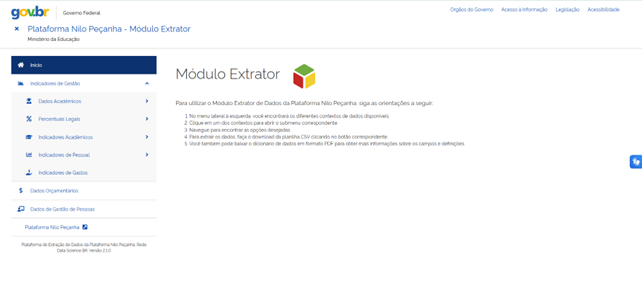 gov.br
Governo Federal
Órgãos do Governo
Acesso à Informação
Legislação
Acessibilidade
Plataforma Nilo Peçanha - Módulo Extrator
Ministério da Educação
Início
Indicadores de Gestão
Dados Acadêmicos
Percentuais Legais
Indicadores Acadêmicos
Indicadores de Pessoal
Indicadores de Gastos
Dados Orçamentários
Dados de Gestão de Pessoas
Plataforma Nilo Peçanha
Plataforma de Extração de Dados da Plataforma Nilo Peçanha. Rede
Data Science BR. Versão 2.1.0
Módulo Extrator
Para utilizar o Módulo Extrator de Dados da Plataforma Nilo Peçanha, siga as orientações a seguir:
1. No menu lateral à esquerda, você encontrará os diferentes contextos de dados disponíveis.
2. Clique em um dos contextos para abrir o submenu correspondente.
3. Navegue para encontrar as opções desejadas.
4. Para extrair os dados, faça o download da planilha CSV clicando no botão correspondente.
5. Você também pode baixar o dicionário de dados em formato PDF para obter mais informações sobre os campos e definições.